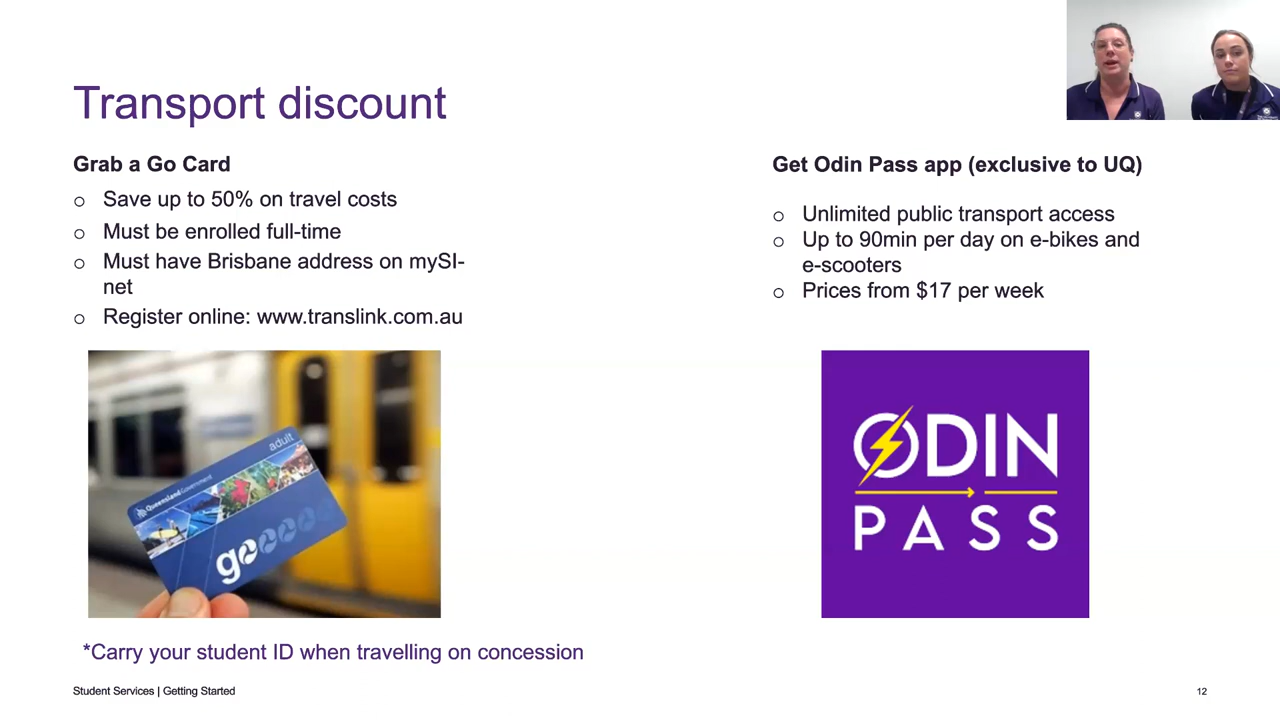 Transport discount
Grab a Go Card
o Save up to 50% on travel costs
o Must be enrolled full-time
o Must have Brisbane address on mySI-
net
o Register online: www.translink.com.au
adult
Queensland Government
go
*Carry your student ID when travelling on concession
Get Odin Pass app (exclusive to UQ)
o Unlimited public transport access
o Up to 90min per day on e-bikes and
e-scooters
o Prices from $17 per week
ODIN
PASS
Student Services | Getting Started
12